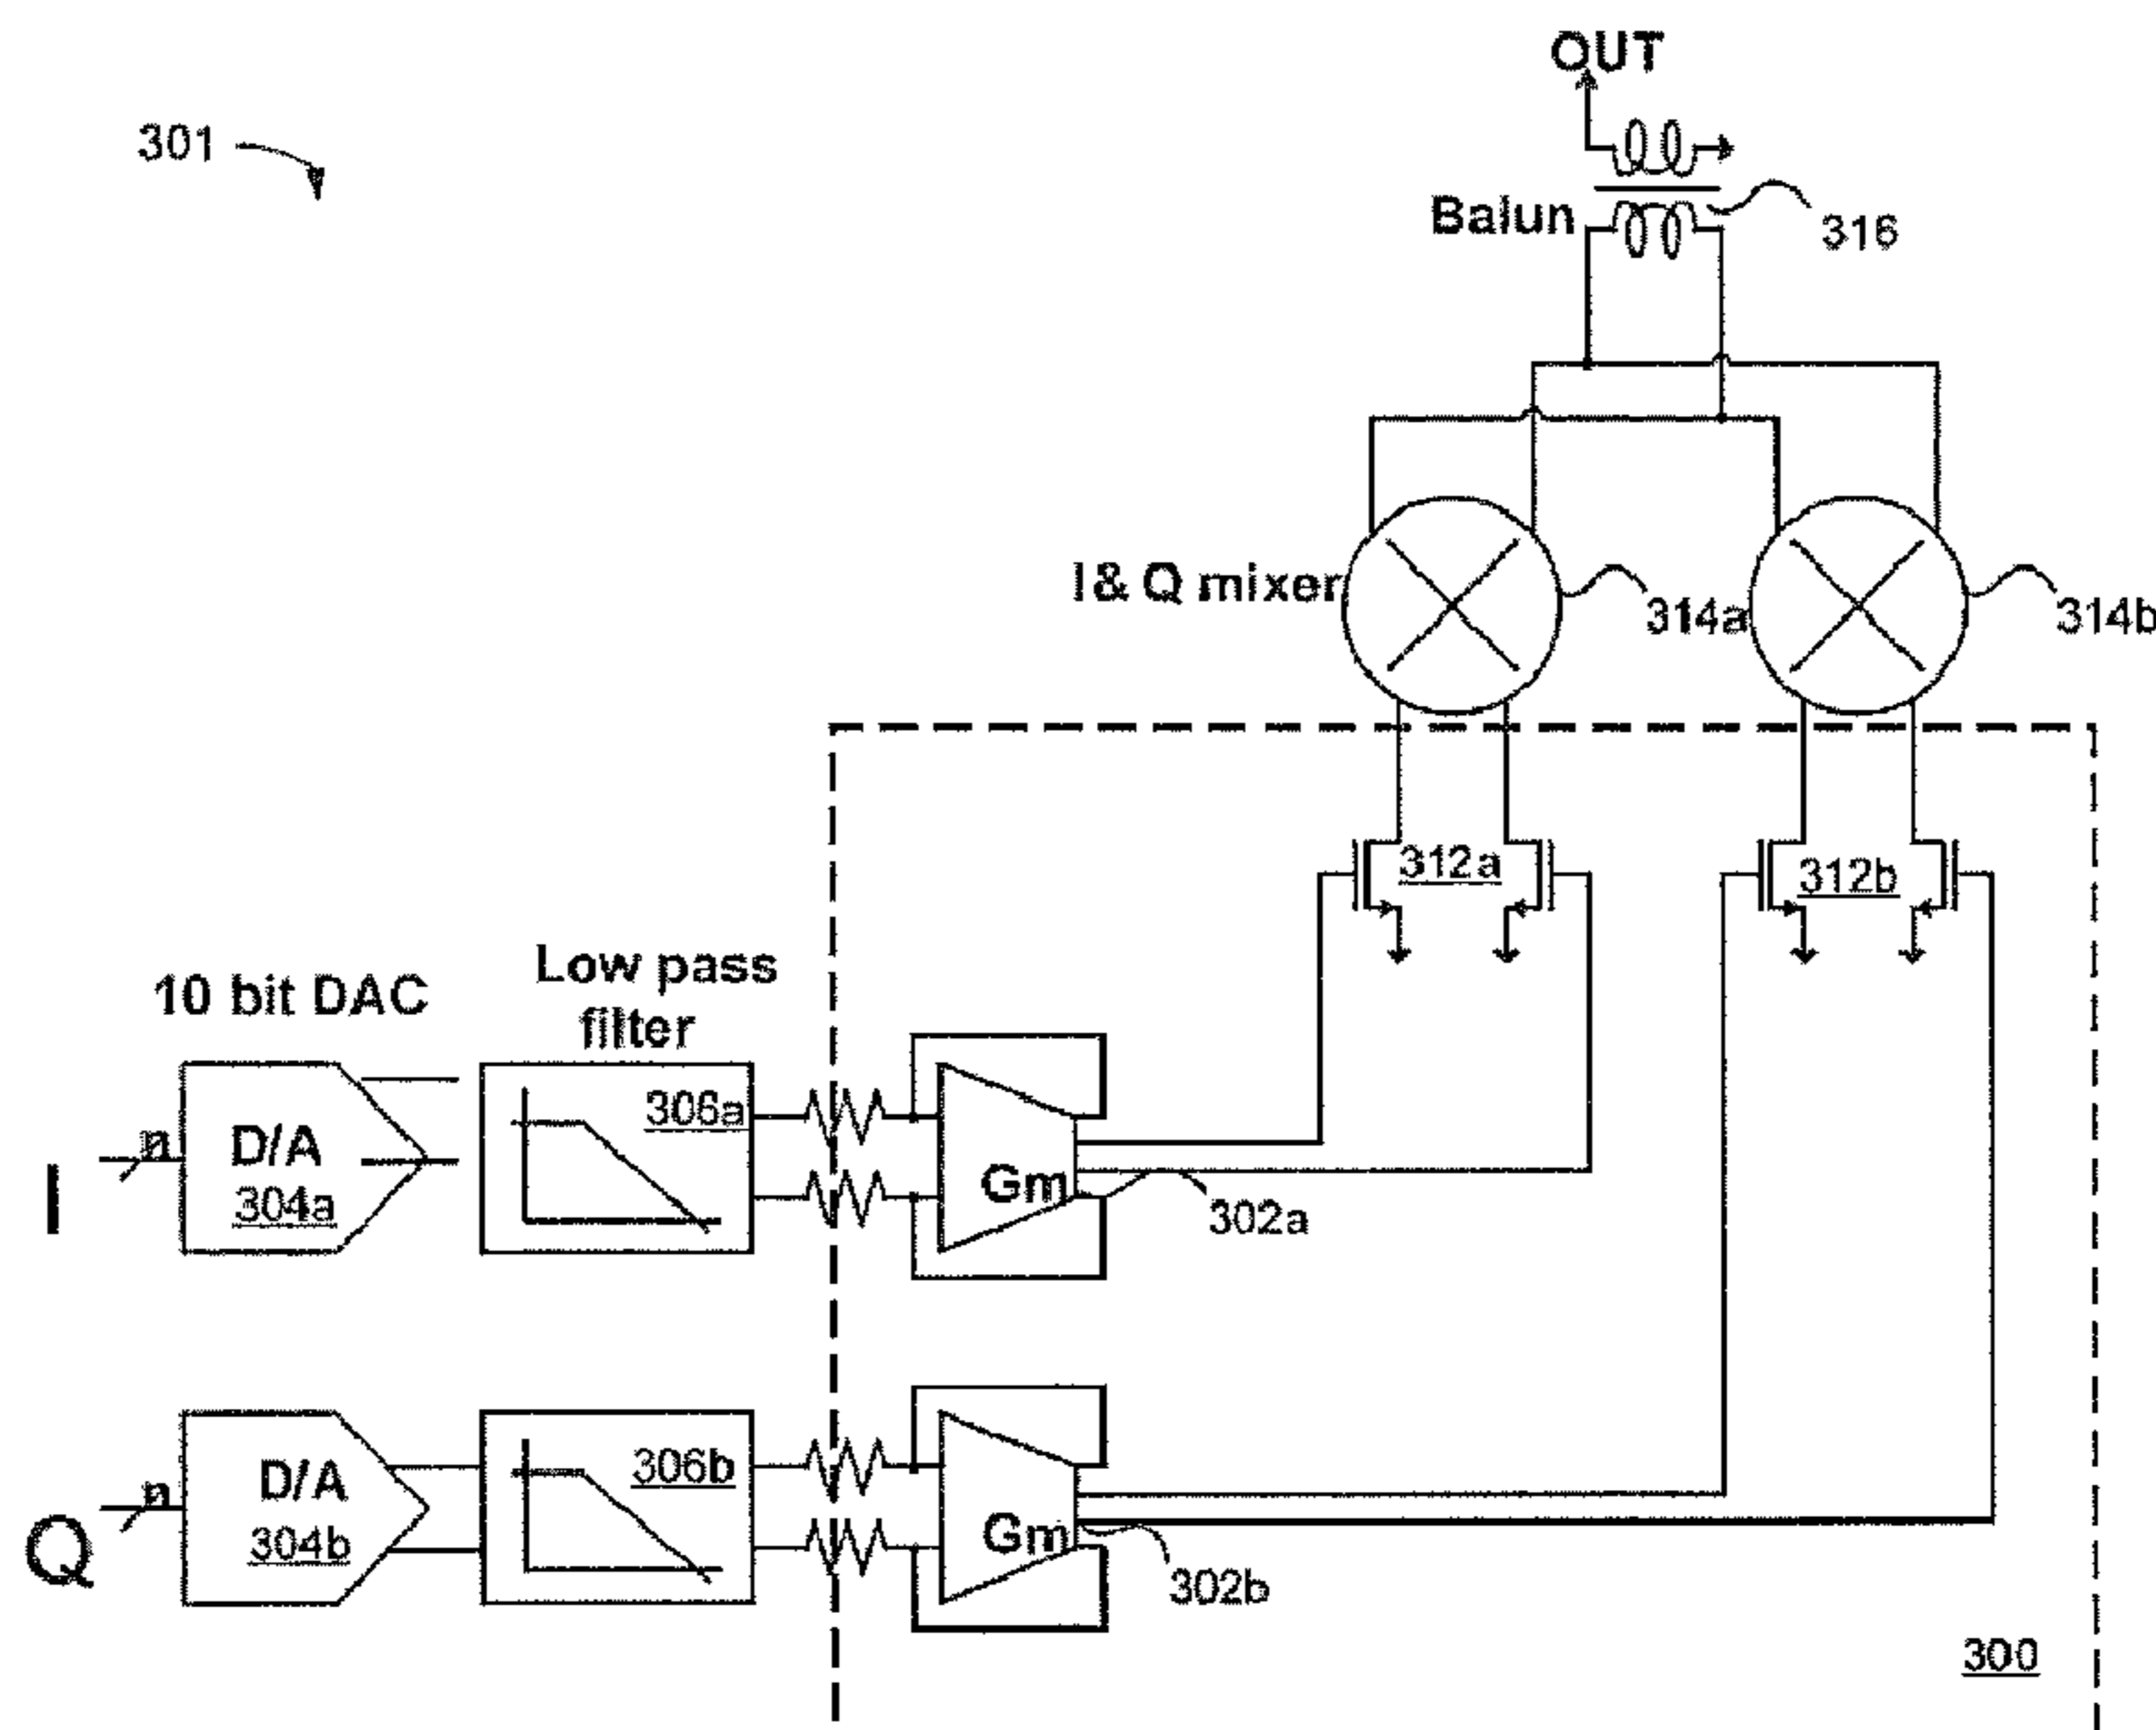 OUT
301
Balun
316
I & Q mixer
314a
314b
312a
312b
10 bit DAC
Low pass
filter
I
n
D/A
304a
306a
Gm
302a
Q
n
D/A
304b
306b
Gm
302b
300